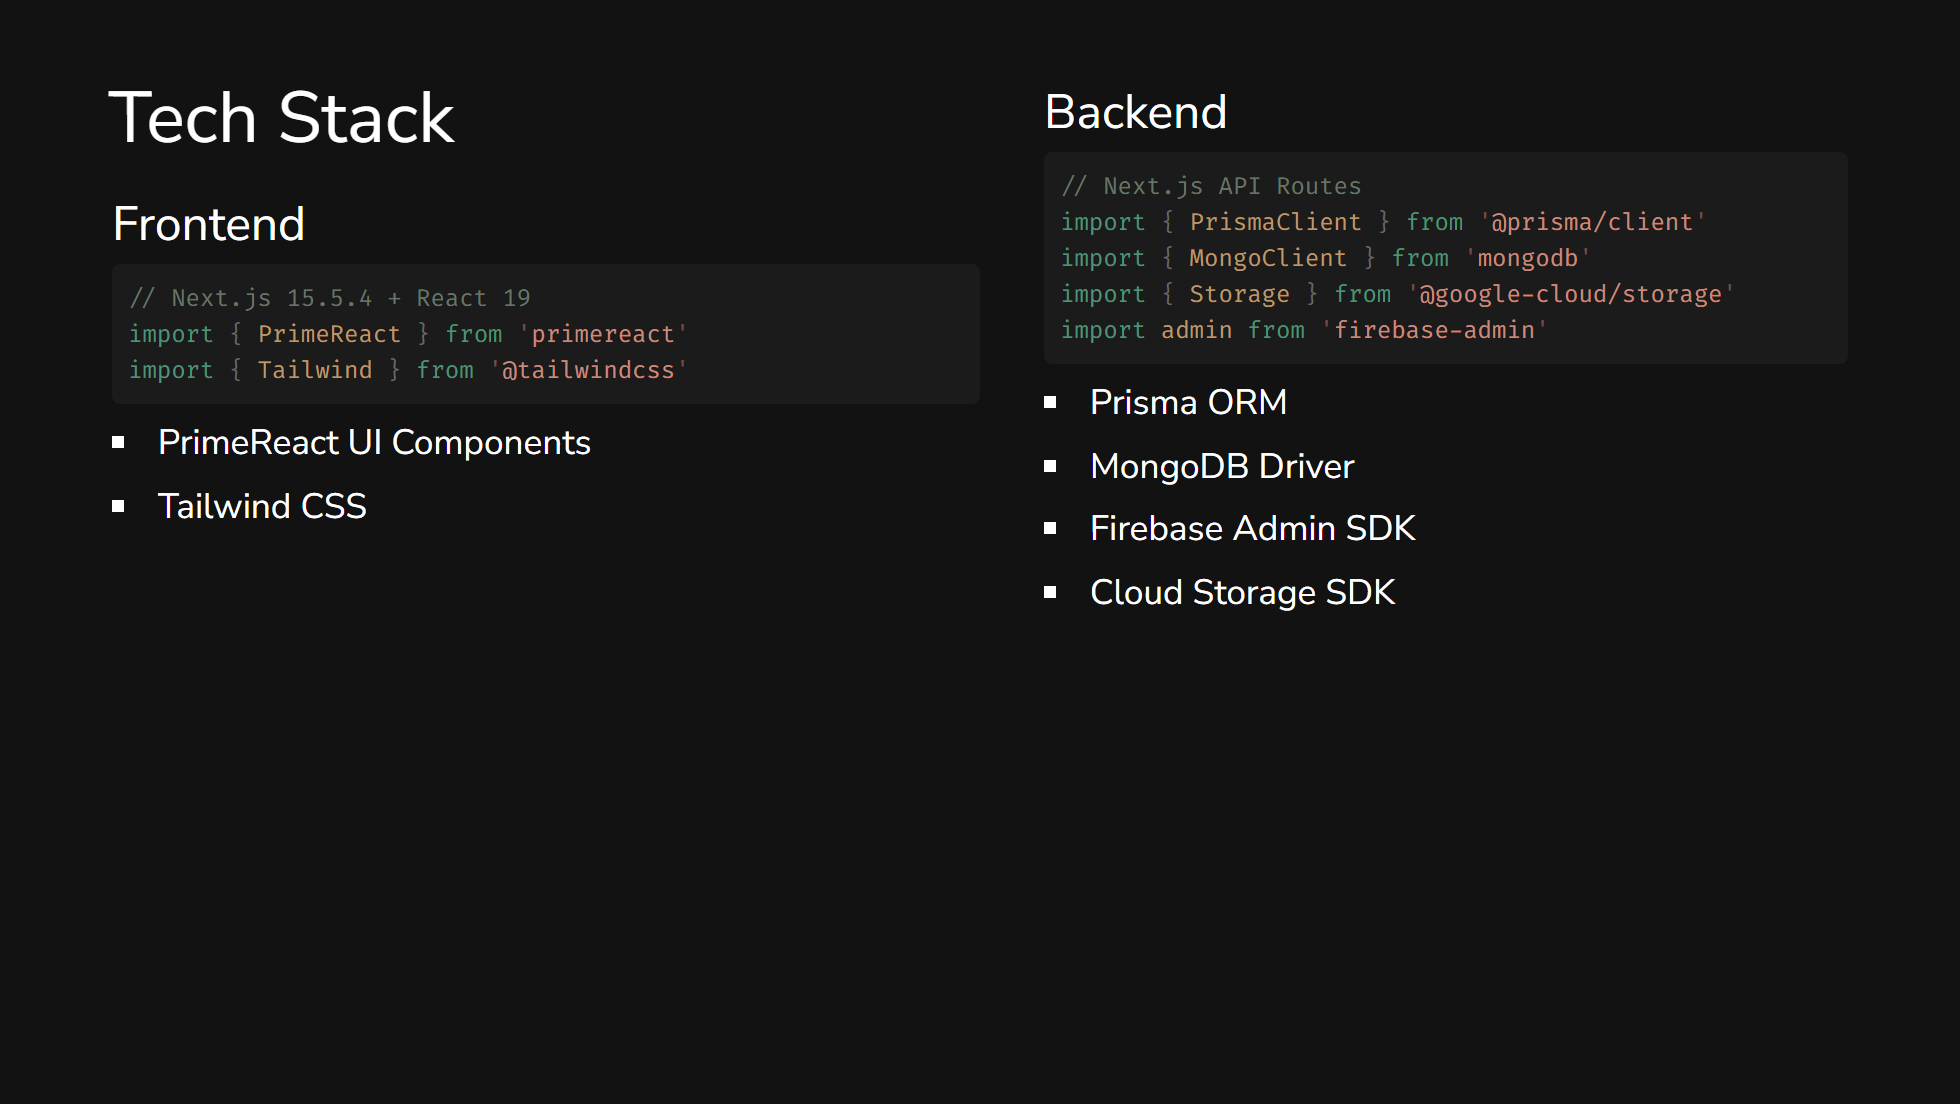 Tech Stack
Frontend
// Next.js 15.5.4 + React 19
import { PrimeReact } from 'primereact'
import { Tailwind } from '@tailwindcss'
PrimeReact UI Components
Tailwind CSS
Backend
// Next.js API Routes
import { PrismaClient } from '@prisma/client'
import { MongoClient } from 'mongodb'
import { Storage } from '@google-cloud/storage'
import admin from 'firebase-admin'
Prisma ORM
MongoDB Driver
Firebase Admin SDK
Cloud Storage SDK